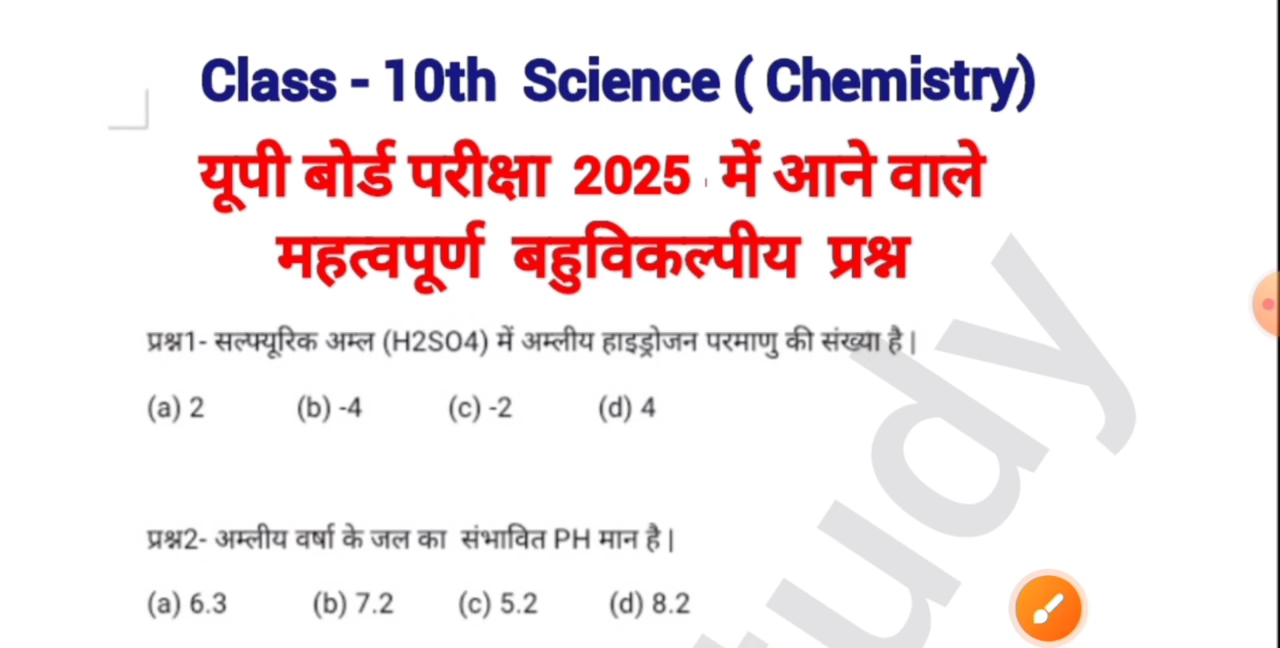 Class - 10th Science ( Chemistry)
यूपी बोर्ड परीक्षा 2025 में आने वाले
महत्वपूर्ण बहुविकल्पीय प्रश्न
प्रश्न1- सल्फ्यूरिक अम्ल (H2SO4) में अम्लीय हाइड्रोजन परमाणु की संख्या है |
(a) 2 (b) -4 (c) -2 (d) 4
प्रश्न2- अम्लीय वर्षा के जल का संभावित PH मान है |
(a) 6.3 (b) 7.2 (c) 5.2 (d) 8.2
tudy